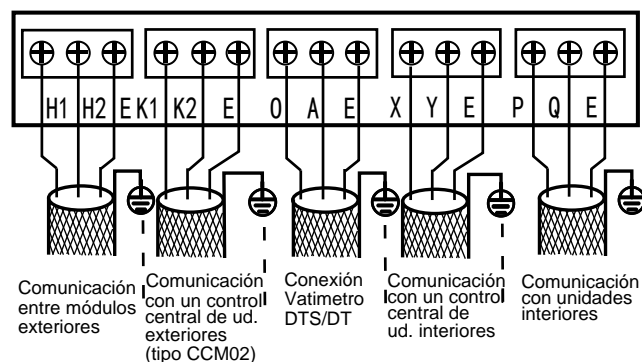 H1 H2 E K1 K2 E O A E X Y E P Q E
Comunicación
entre módulos
exteriores
Comunicación
con un control
central de ud.
exteriores
(tipo CCM02)
Conexión
Vatimetro
DTS/DT
Comunicación
con un control
central de
ud. interiores
Comunicación
con unidades
interiores